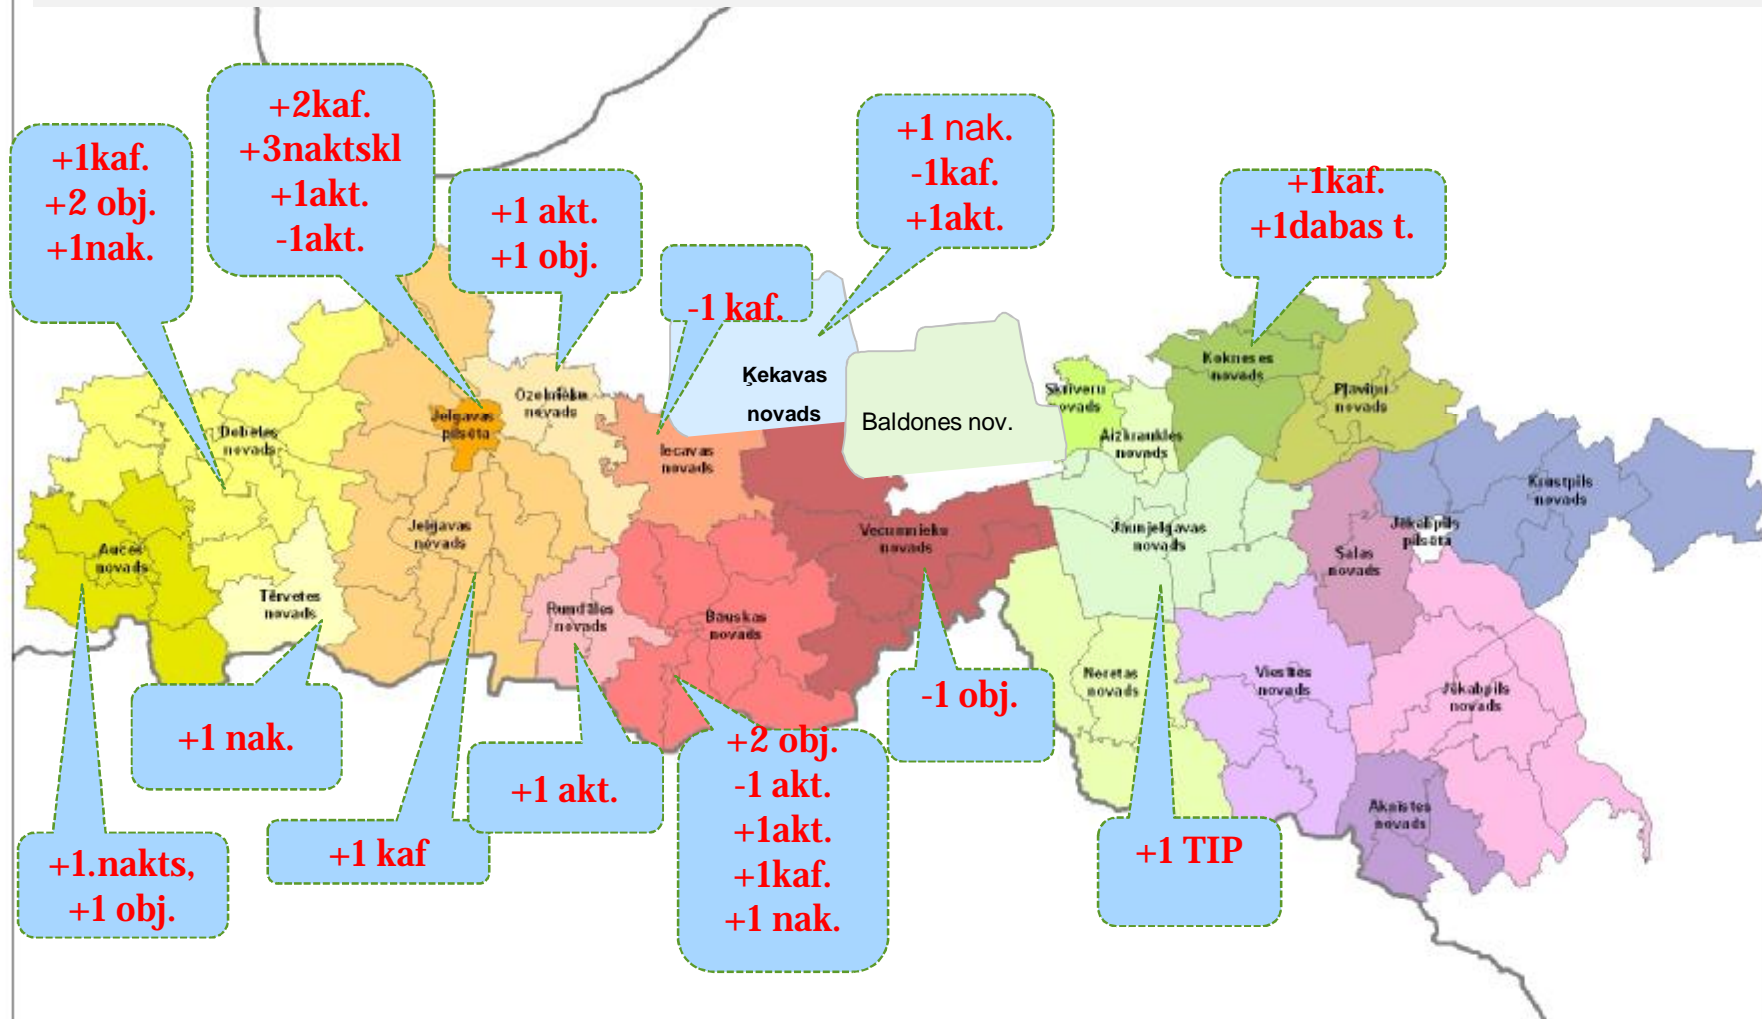 +2kaf.
+3naktskl
+1akt.
-1akt.
+1kaf.
+2 obj.
+1nak.
+1 akt.
+1 obj.
+1 nak.
-1kaf.
+1akt.
+1kaf.
+1dabas t.
-1 kaf.
Ķekavas
novads
Baldones nov.
Kokneses
novads
Skrīveru
novads
Pļaviņu
novads
Aizkraukles
novads
Ozolnieku
novads
Jelgavas
pilsēta
Dobeles
novads
Iecavas
novads
Krustpils
novads
Jelgavas
novads
Vecumnieku
novads
Jaunjelgavas
novads
Jēkabpils
pilsēta
Salas
novads
Auces
novads
Tērvetes
novads
Rundāles
novads
Bauskas
novads
Neretas
novads
Viesītes
novads
Jēkabpils
novads
Aknīstes
novads
+1 nak.
-1 obj.
+1 akt.
+2 obj.
-1 akt.
+1akt.
+1kaf.
+1 nak.
+1 kaf
+1 TIP
+1.nakts,
+1 obj.